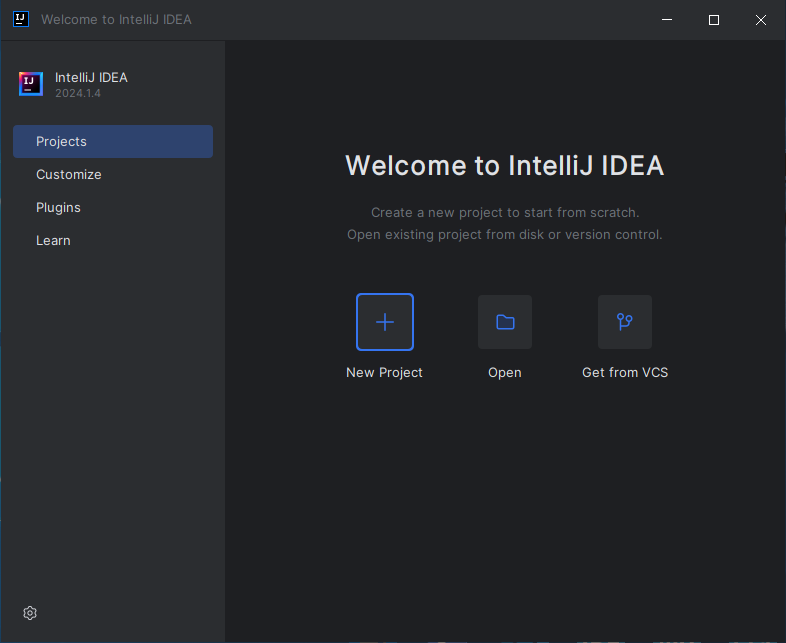 Welcome to IntelliJ IDEA
IntelliJ IDEA
2024.1.4
Projects
Customize
Plugins
Learn
Welcome to IntelliJ IDEA
Create a new project to start from scratch.
Open existing project from disk or version control.
New Project
Open
Get from VCS